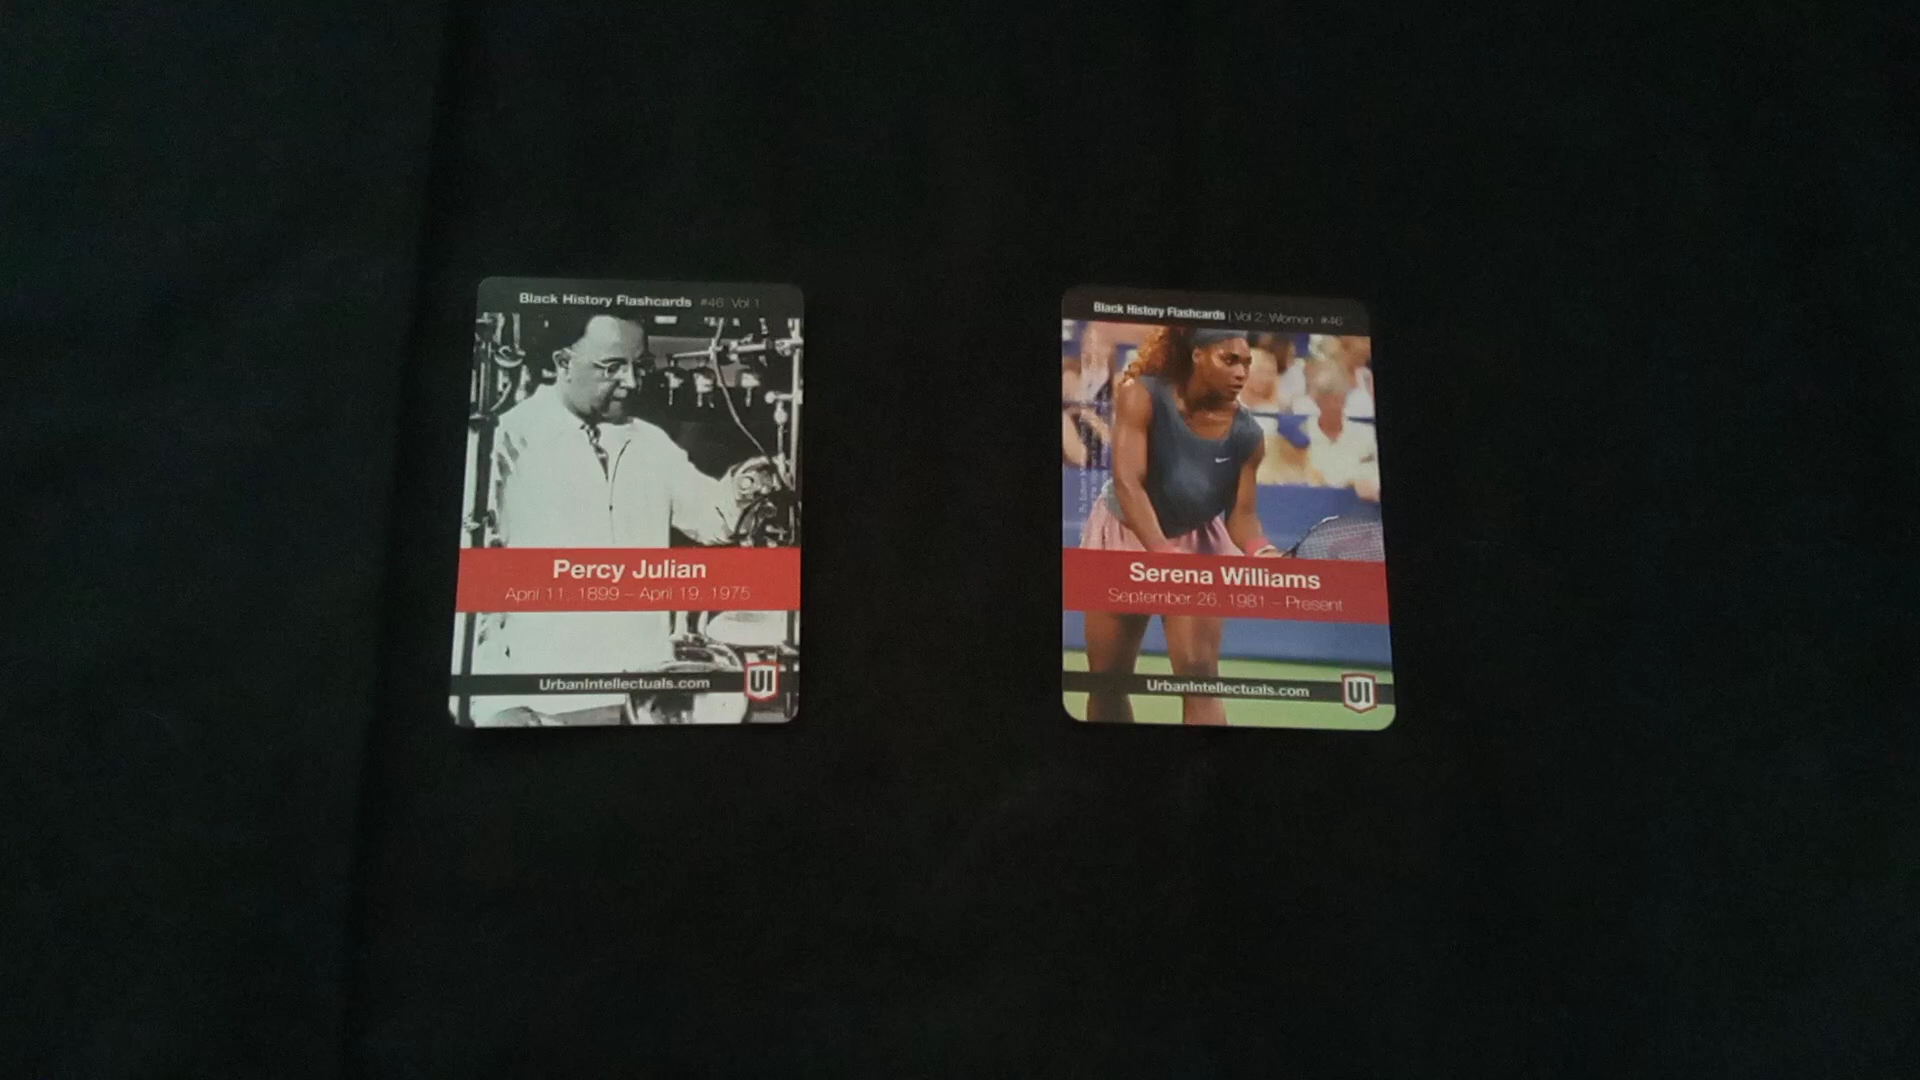 Black History Flashcards #46 Vol 1
Percy Julian
April 11, 1899 – April 19, 1975
UrbanIntellectuals.com
UI
Black History Flashcards | Vol 2: Women #46
Serena Williams
September 26, 1981 – Present
UrbanIntellectuals.com
UI